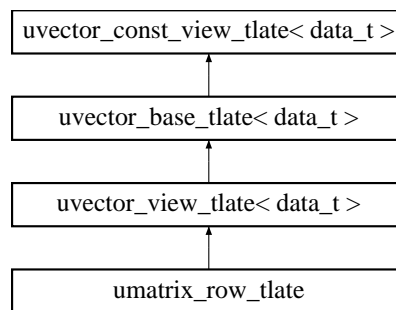 uvector_const_view_tlate< data_t >
uvector_base_tlate< data_t >
uvector_view_tlate< data_t >
umatrix_row_tlate